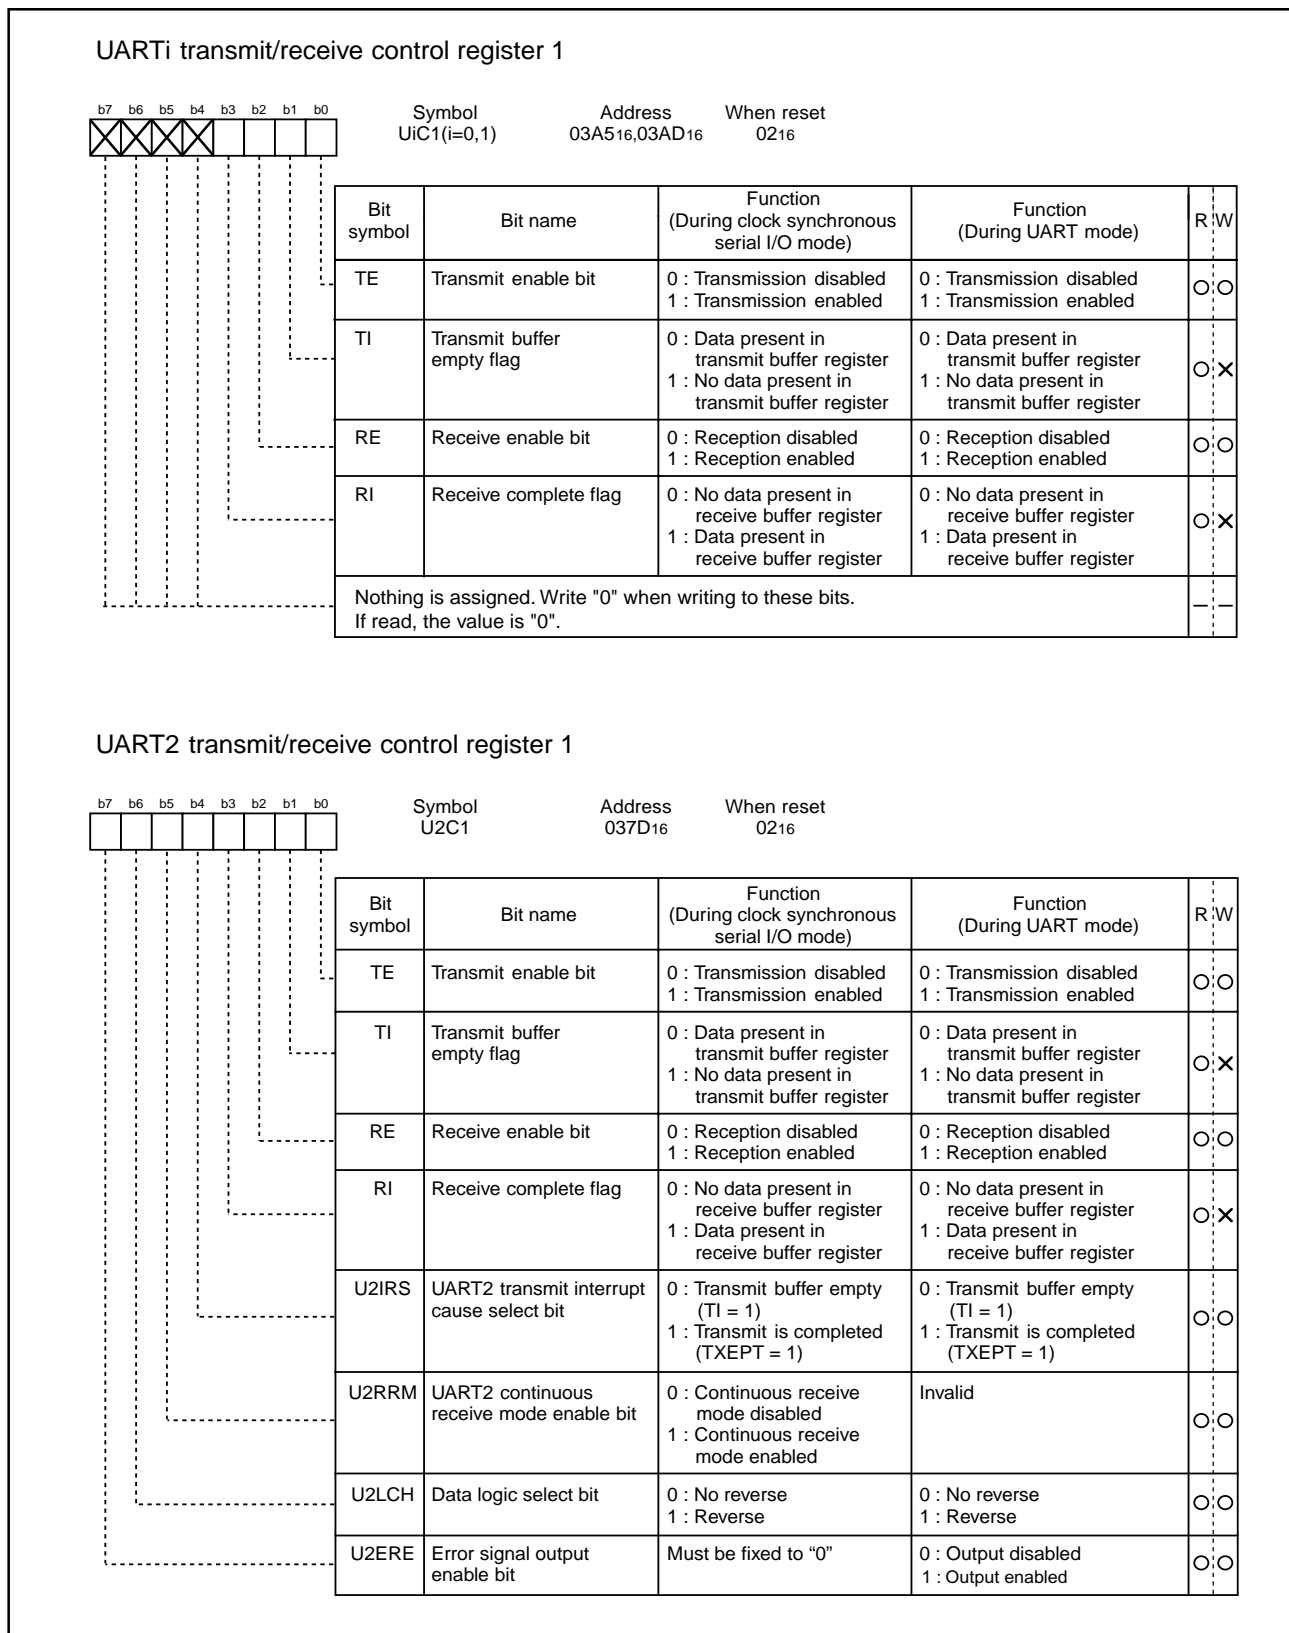 UARTi transmit/receive control register 1
b7 b6 b5 b4 b3 b2 b1 b0
Symbol Address When reset
UiC1(i=0,1) 03A516,03AD16 0216
Bit symbol
Bit name
Function
(During clock synchronous
serial I/O mode)
Function
(During UART mode)
R W
TE
Transmit enable bit
0 : Transmission disabled
1 : Transmission enabled
0 : Transmission disabled
1 : Transmission enabled
TI
Transmit buffer
empty flag
0 : Data present in
transmit buffer register
1 : No data present in
transmit buffer register
0 : Data present in
transmit buffer register
1 : No data present in
transmit buffer register
RE
Receive enable bit
0 : Reception disabled
1 : Reception enabled
0 : Reception disabled
1 : Reception enabled
RI
Receive complete flag
0 : No data present in
receive buffer register
1 : Data present in
receive buffer register
0 : No data present in
receive buffer register
1 : Data present in
receive buffer register
Nothing is assigned. Write "0" when writing to these bits.
If read, the value is "0".
UART2 transmit/receive control register 1
b7 b6 b5 b4 b3 b2 b1 b0
Symbol Address When reset
U2C1 037D16 0216
Bit symbol
Bit name
Function
(During clock synchronous
serial I/O mode)
Function
(During UART mode)
R W
TE
Transmit enable bit
0 : Transmission disabled
1 : Transmission enabled
0 : Transmission disabled
1 : Transmission enabled
TI
Transmit buffer
empty flag
0 : Data present in
transmit buffer register
1 : No data present in
transmit buffer register
0 : Data present in
transmit buffer register
1 : No data present in
transmit buffer register
RE
Receive enable bit
0 : Reception disabled
1 : Reception enabled
0 : Reception disabled
1 : Reception enabled
RI
Receive complete flag
0 : No data present in
receive buffer register
1 : Data present in
receive buffer register
0 : No data present in
receive buffer register
1 : Data present in
receive buffer register
U2IRS
UART2 transmit interrupt
cause select bit
0 : Transmit buffer empty
(TI = 1)
1 : Transmit is completed
(TXEPT = 1)
0 : Transmit buffer empty
(TI = 1)
1 : Transmit is completed
(TXEPT = 1)
U2RRM
UART2 continuous
receive mode enable bit
0 : Continuous receive
mode disabled
1 : Continuous receive
mode enabled
Invalid
U2LCH
Data logic select bit
0 : No reverse
1 : Reverse
0 : No reverse
1 : Reverse
U2ERE
Error signal output
enable bit
Must be fixed to “0”
0 : Output disabled
1 : Output enabled